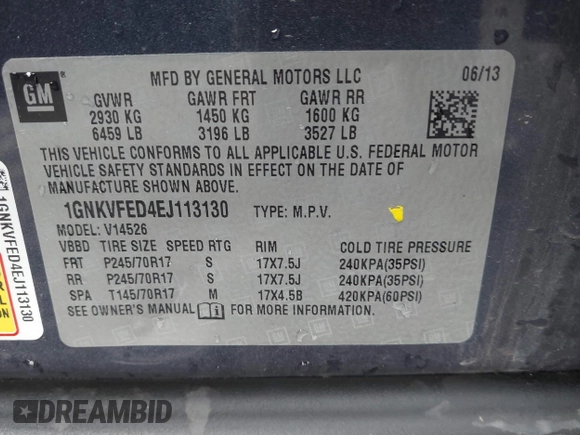 GM
MFD BY GENERAL MOTORS LLC 06/13
GVWR GAWR FRT GAWR RR
2930 KG 1450 KG 1600 KG
6459 LB 3196 LB 3527 LB
THIS VEHICLE CONFORMS TO ALL APPLICABLE U.S. FEDERAL MOTOR
VEHICLE SAFETY STANDARDS IN EFFECT ON THE DATE OF
MANUFACTURE SHOWN ABOVE.
1GNKVFED4EJ113130 TYPE: M.P.V.
MODEL: V14526
VBBD TIRE SIZE SPEED RTG RIM COLD TIRE PRESSURE
FRT P245/70R17 S 17X7.5J 240KPA(35PSI)
RR P245/70R17 S 17X7.5J 240KPA(35PSI)
SPA T145/70R17 M 17X4.5B 420KPA(60PSI)
SEE OWNER'S MANUAL FOR MORE INFORMATION.
1GNKVFED4EJ113130
DREAMBID